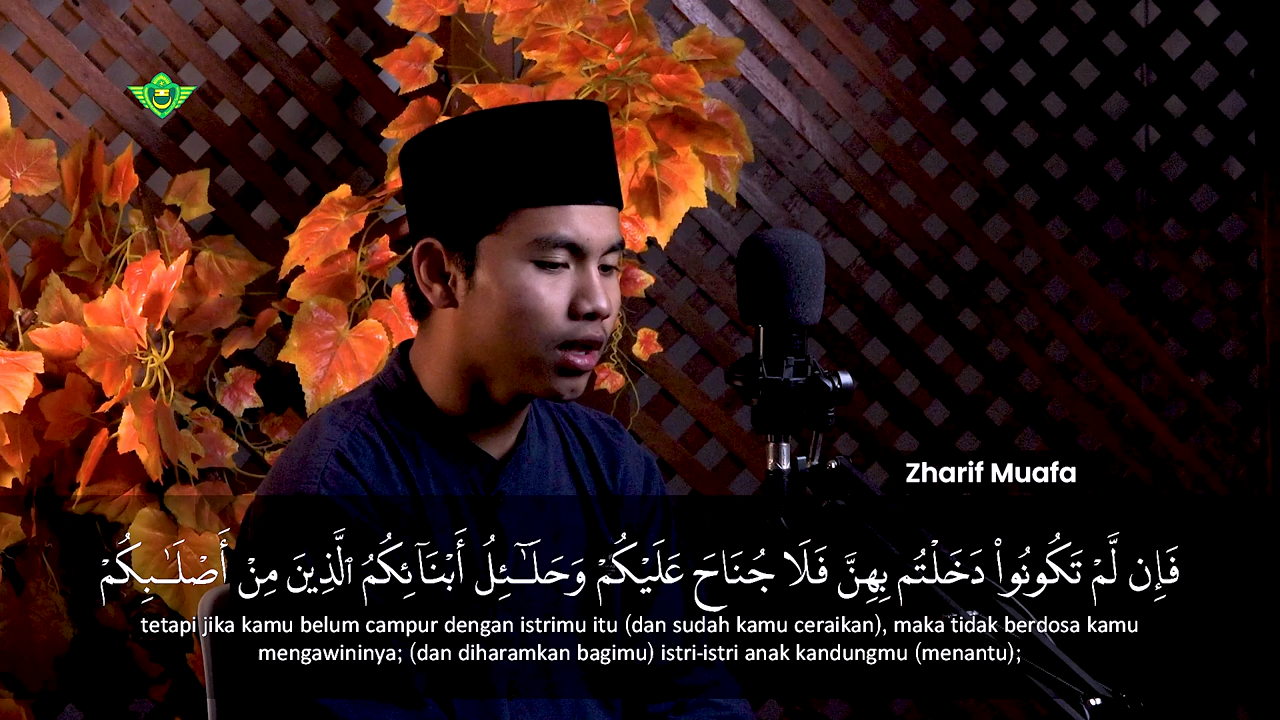 Zharif Muafa
فَإِن لَّمْ تَكُونُوا۟ دَخَلْتُم بِهِنَّ فَلَا جُنَاحَ عَلَيْكُمْ وَحَلَـٰٓئِلُ أَبْنَآئِكُمُ ٱلَّذِينَ مِنْ أَصْلَـٰبِكُمْ
tetapi jika kamu belum campur dengan istrimu itu (dan sudah kamu ceraikan), maka tidak berdosa kamu
mengawininya; (dan diharamkan bagimu) istri-istri anak kandungmu (menantu);